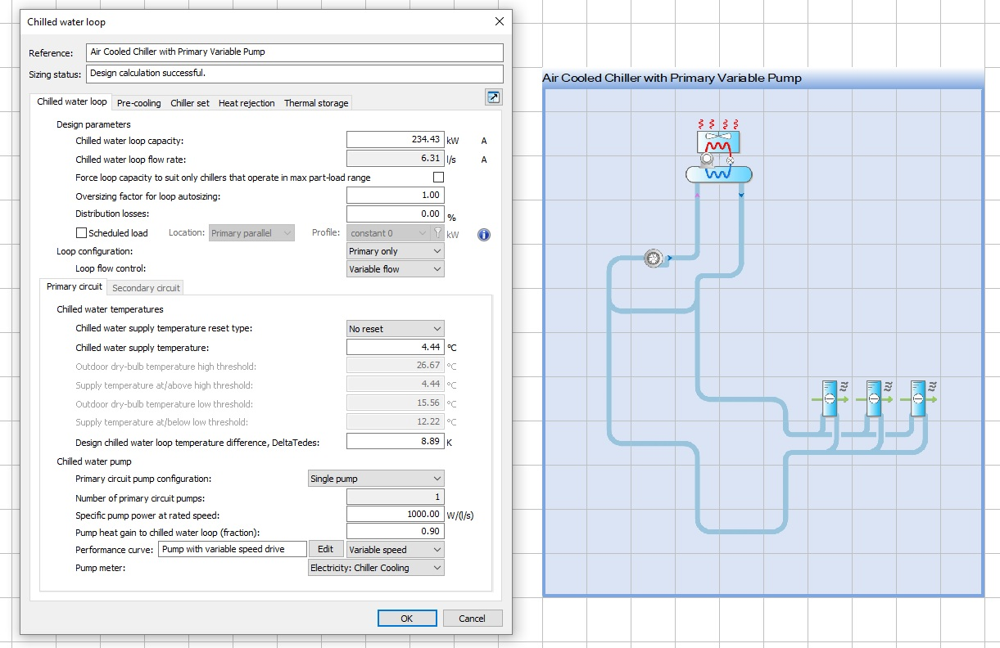 Chilled water loop
Reference: Air Cooled Chiller with Primary Variable Pump
Sizing status: Design calculation successful.
Chilled water loop Pre-cooling Chiller set Heat rejection Thermal storage
Design parameters
Chilled water loop capacity: 234.43 kW A
Chilled water loop flow rate: 6.31 l/s A
Force loop capacity to suit only chillers that operate in max part-load range
Oversizing factor for loop autosizing: 1.00
Distribution losses: 0.00 %
Scheduled load Location: Primary parallel Profile: constant 0 kW
Loop configuration: Primary only
Loop flow control: Variable flow
Primary circuit Secondary circuit
Chilled water temperatures
Chilled water supply temperature reset type: No reset
Chilled water supply temperature: 4.44 °C
Outdoor dry-bulb temperature high threshold: 26.67 °C
Supply temperature at/above high threshold: 4.44 °C
Outdoor dry-bulb temperature low threshold: 15.56 °C
Supply temperature at/below low threshold: 12.22 °C
Design chilled water loop temperature difference, DeltaTedes: 8.89 K
Chilled water pump
Primary circuit pump configuration: Single pump
Number of primary circuit pumps: 1
Specific pump power at rated speed: 1000.00 W/(l/s)
Pump heat gain to chilled water loop (fraction): 0.90
Performance curve: Pump with variable speed drive Edit Variable speed
Pump meter: Electricity: Chiller Cooling
OK Cancel
Air Cooled Chiller with Primary Variable Pump